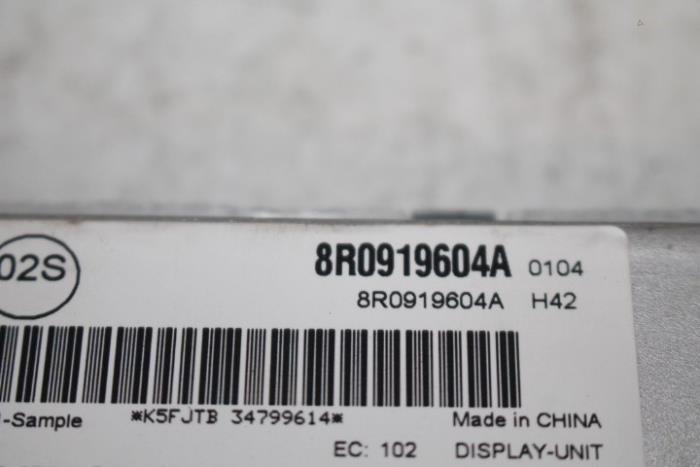 02S
8R0919604A 0104
8R0919604A H42
-Sample *K5FJTB 34799614* Made in CHINA
EC: 102 DISPLAY-UNIT